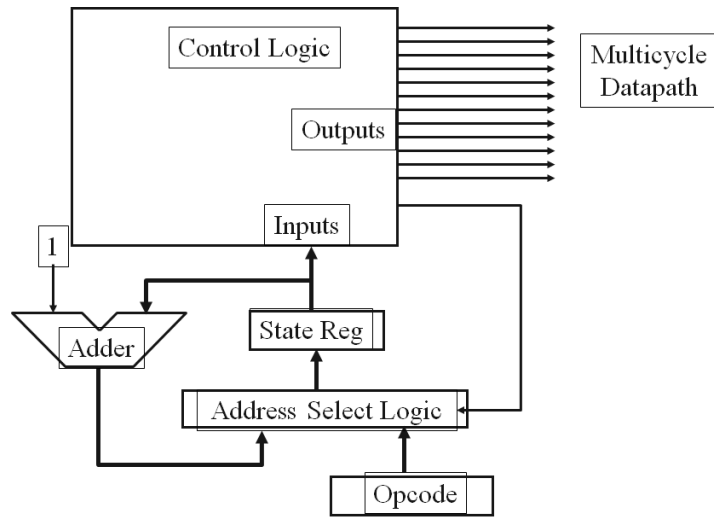 Control Logic
Multicycle
Datapath
Outputs
Inputs
1
State Reg
Adder
Address Select Logic
Opcode